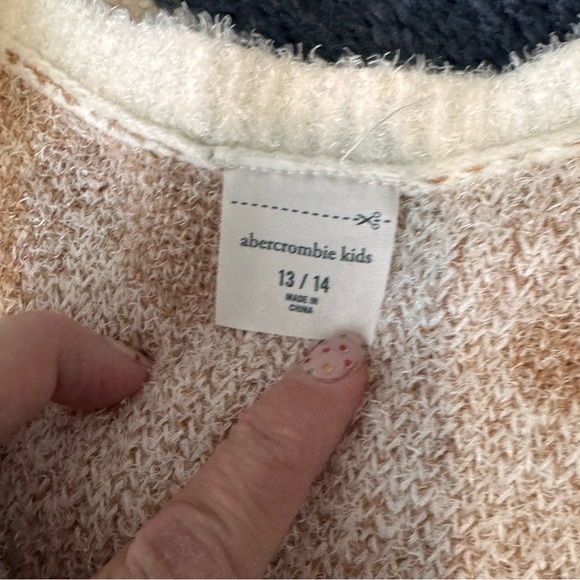 abercrombie kids
13 / 14
MADE IN
CHINA